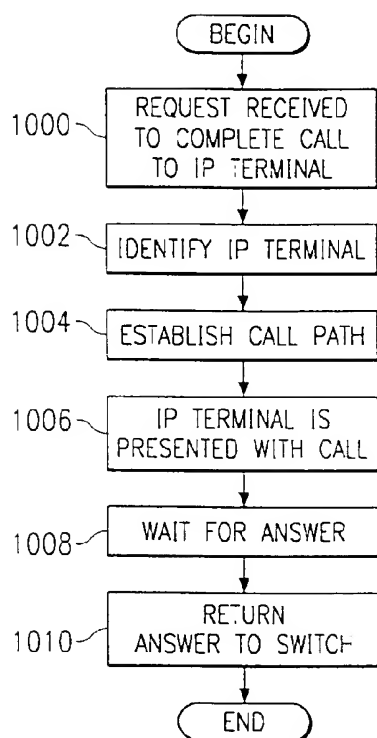 BEGIN
1000
REQUEST RECEIVED
TO COMPLETE CALL
TO IP TERMINAL
1002
IDENTIFY IP TERMINAL
1004
ESTABLISH CALL PATH
1006
IP TERMINAL IS
PRESENTED WITH CALL
1008
WAIT FOR ANSWER
1010
RETURN
ANSWER TO SWITCH
END